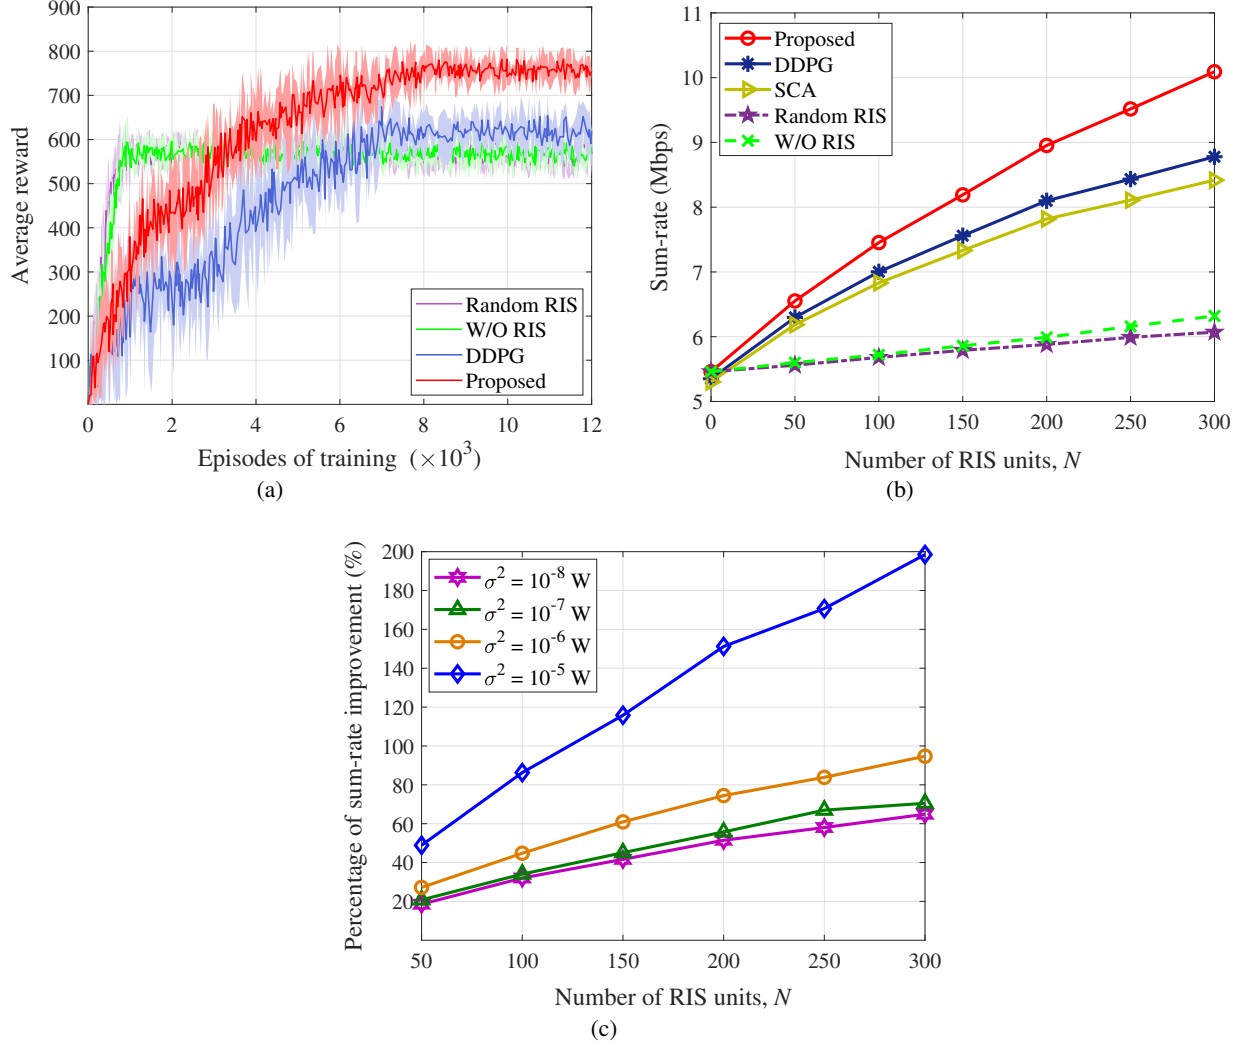 900
800
700
600
500
400
300
200
100
Average reward
0
2
4
6
8
10
12
Episodes of training (×10³)
Random RIS
W/O RIS
DDPG
Proposed
(a)
11
10
9
8
7
6
5
Sum-rate (Mbps)
Proposed
DDPG
SCA
Random RIS
W/O RIS
0
50
100
150
200
250
300
Number of RIS units, N
(b)
200
180
160
140
120
100
80
60
40
20
Percentage of sum-rate improvement (%)
σ² = 10⁻⁸ W
σ² = 10⁻⁷ W
σ² = 10⁻⁶ W
σ² = 10⁻⁵ W
50
100
150
200
250
300
Number of RIS units, N
(c)